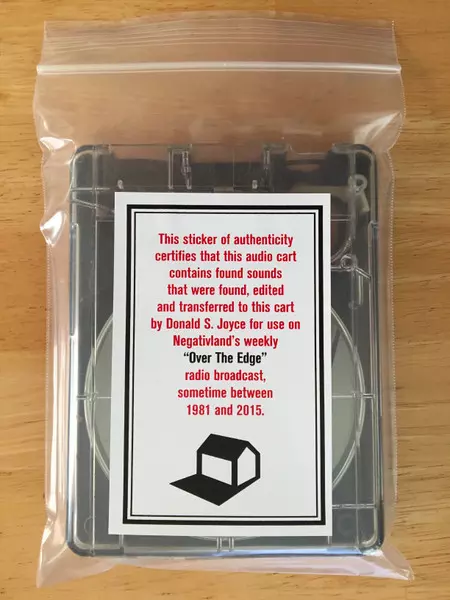 This sticker of authenticity
certifies that this audio cart
contains found sounds
that were found, edited
and transferred to this cart
by Donald S. Joyce for use on
Negativland’s weekly
“Over The Edge”
radio broadcast,
sometime between
1981 and 2015.